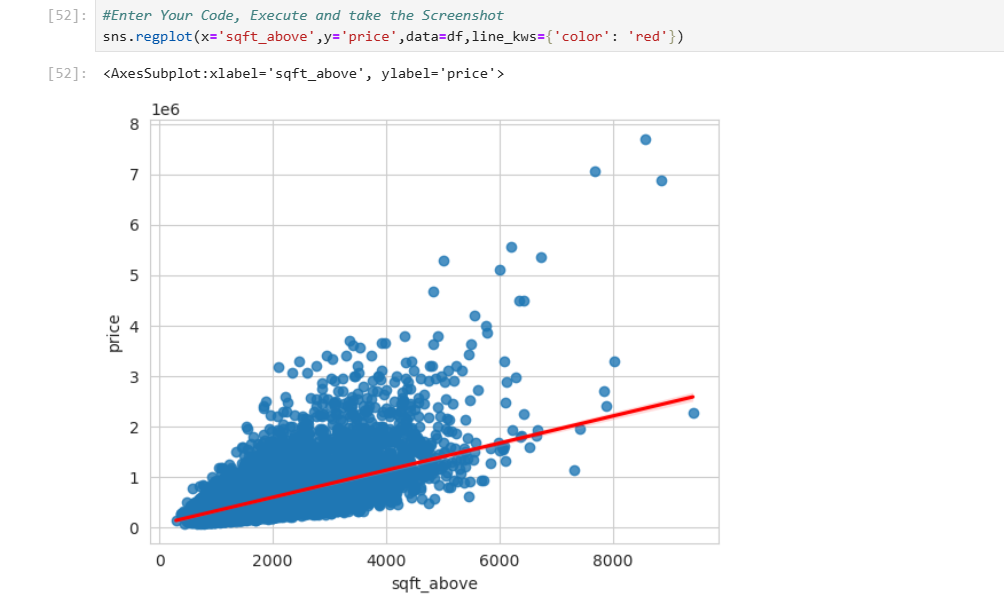 [52]: #Enter Your Code, Execute and take the Screenshot
sns.regplot(x='sqft_above',y='price',data=df,line_kws={'color': 'red'})
[52]: <AxesSubplot:xlabel='sqft_above', ylabel='price'>
1e6
8
7
6
5
4
3
2
1
0
price
0 2000 4000 6000 8000
sqft_above